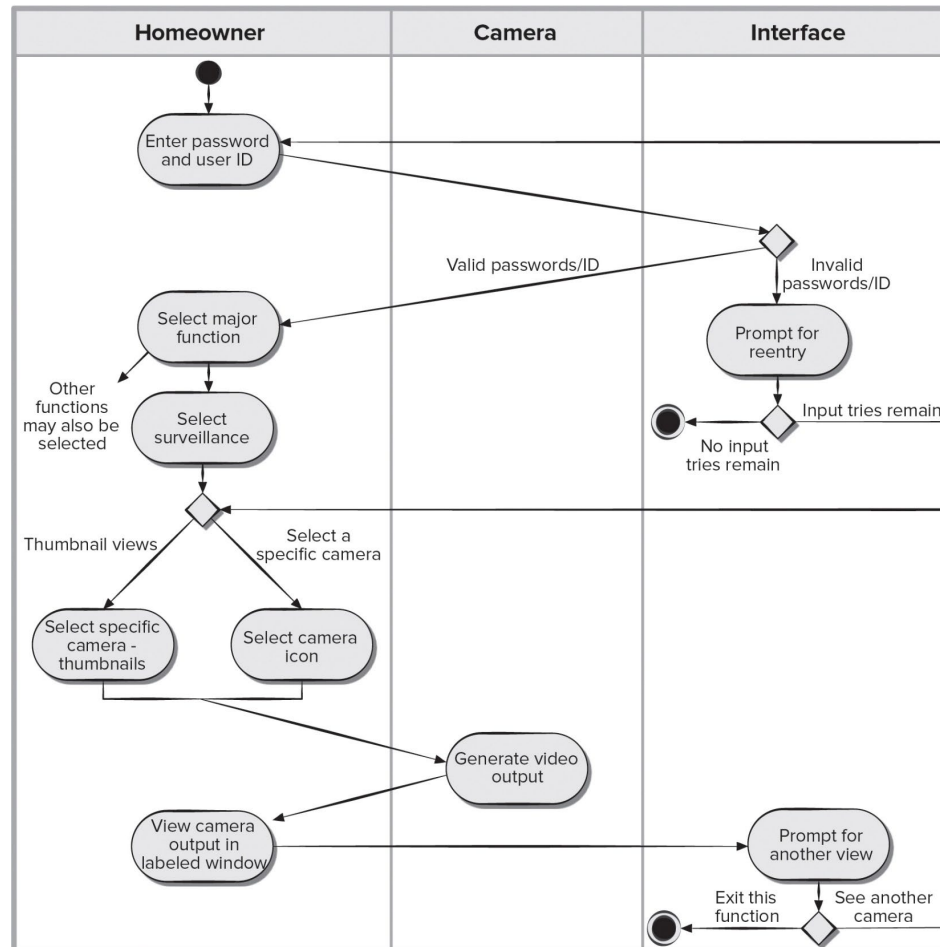 Homeowner
Camera
Interface
Enter password
and user ID
Valid passwords/ID
Invalid
passwords/ID
Select major
function
Prompt for
reentry
Other
functions
may also be
selected
Select
surveillance
Input tries remain
No input
tries remain
Thumbnail views
Select a
specific camera
Select specific
camera -
thumbnails
Select camera
icon
Generate video
output
View camera
output in
labeled window
Prompt for
another view
Exit this
function
See another
camera